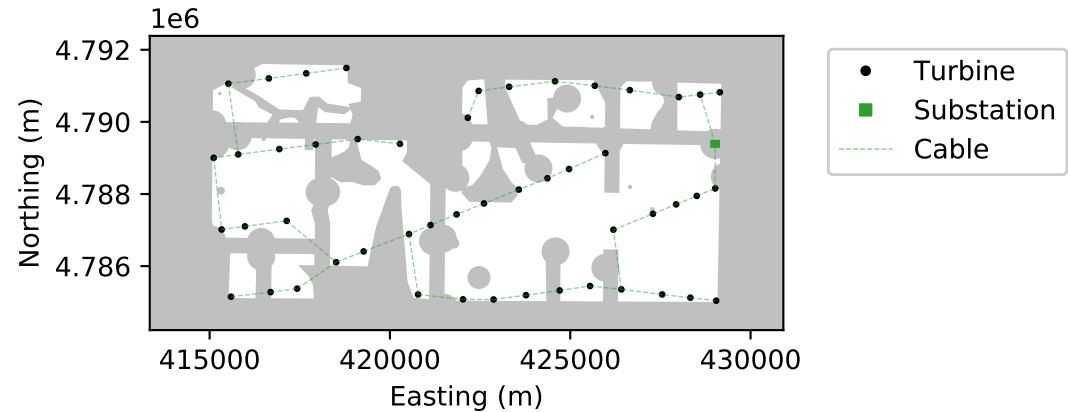 1e6
4.792
4.790
4.788
4.786
Northing (m)
415000 420000 425000 430000
Easting (m)
Turbine
Substation
Cable